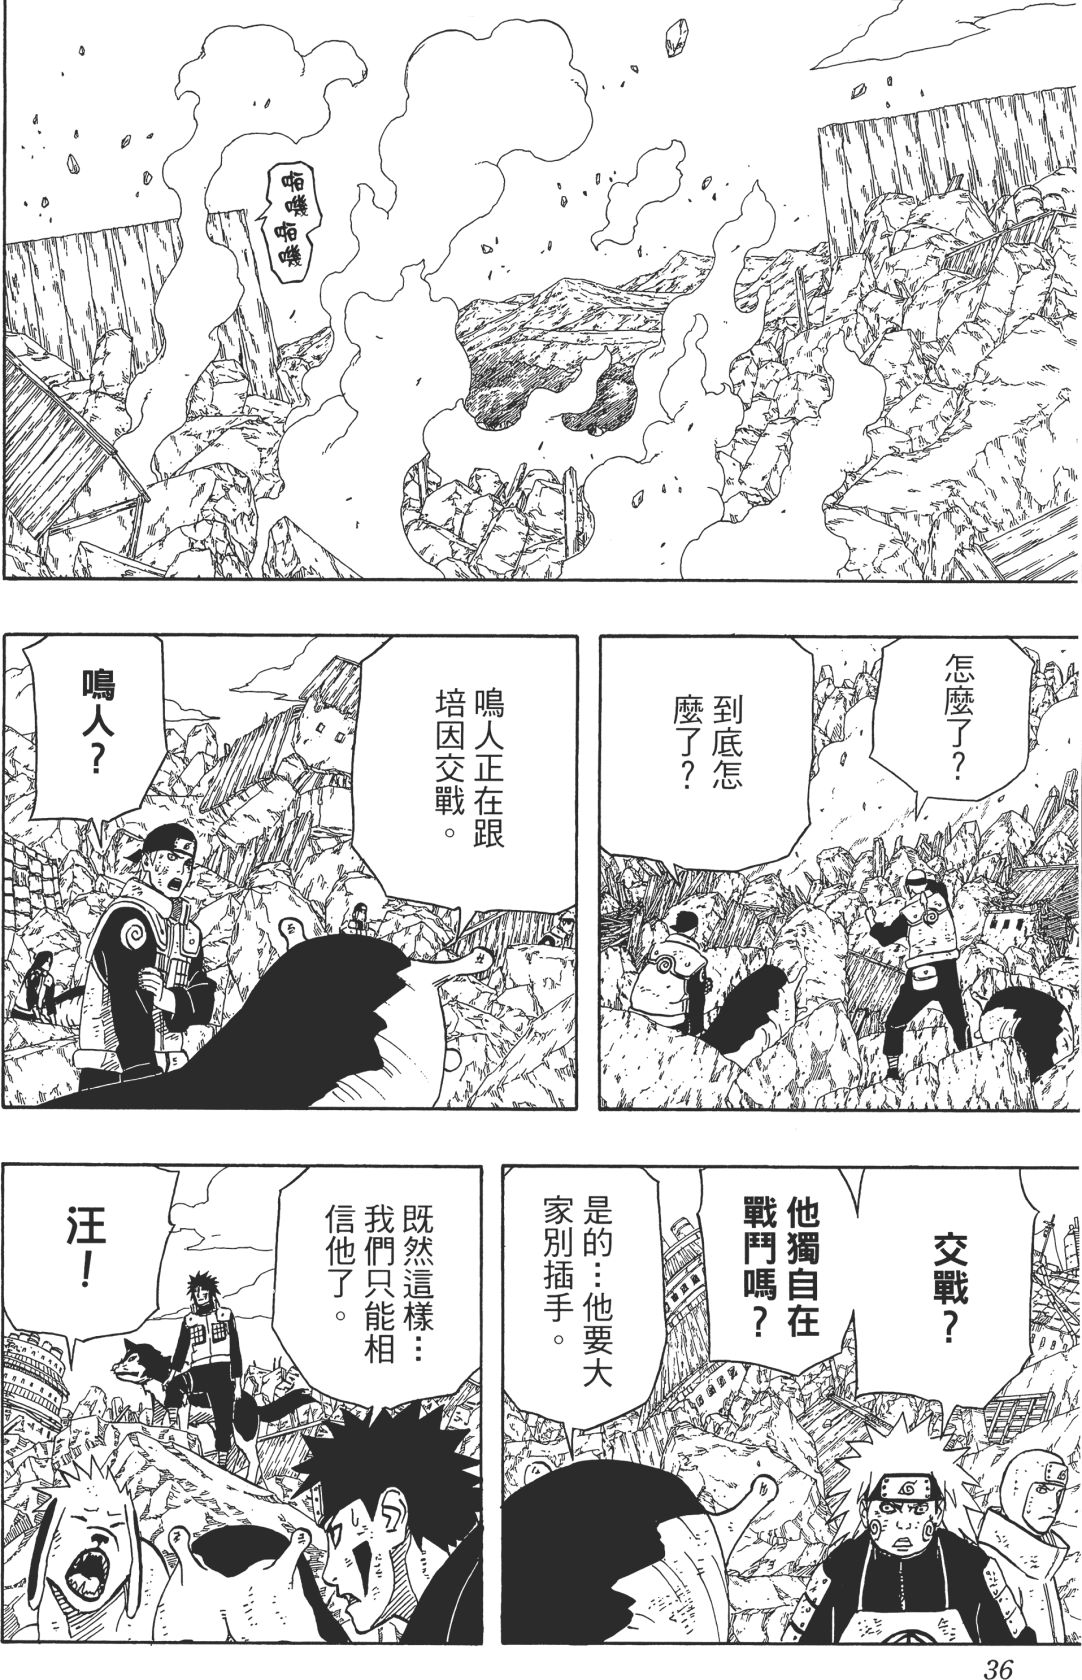 喀嘰喀嘰
怎麼了？
到底怎
麼了？
鳴人正在跟
培因交戰。
鳴人？
交戰？
他獨自在
戰鬥嗎？
是的…他要大
家別插手。
既然這樣…
我們只能相
信他了。
汪！
36